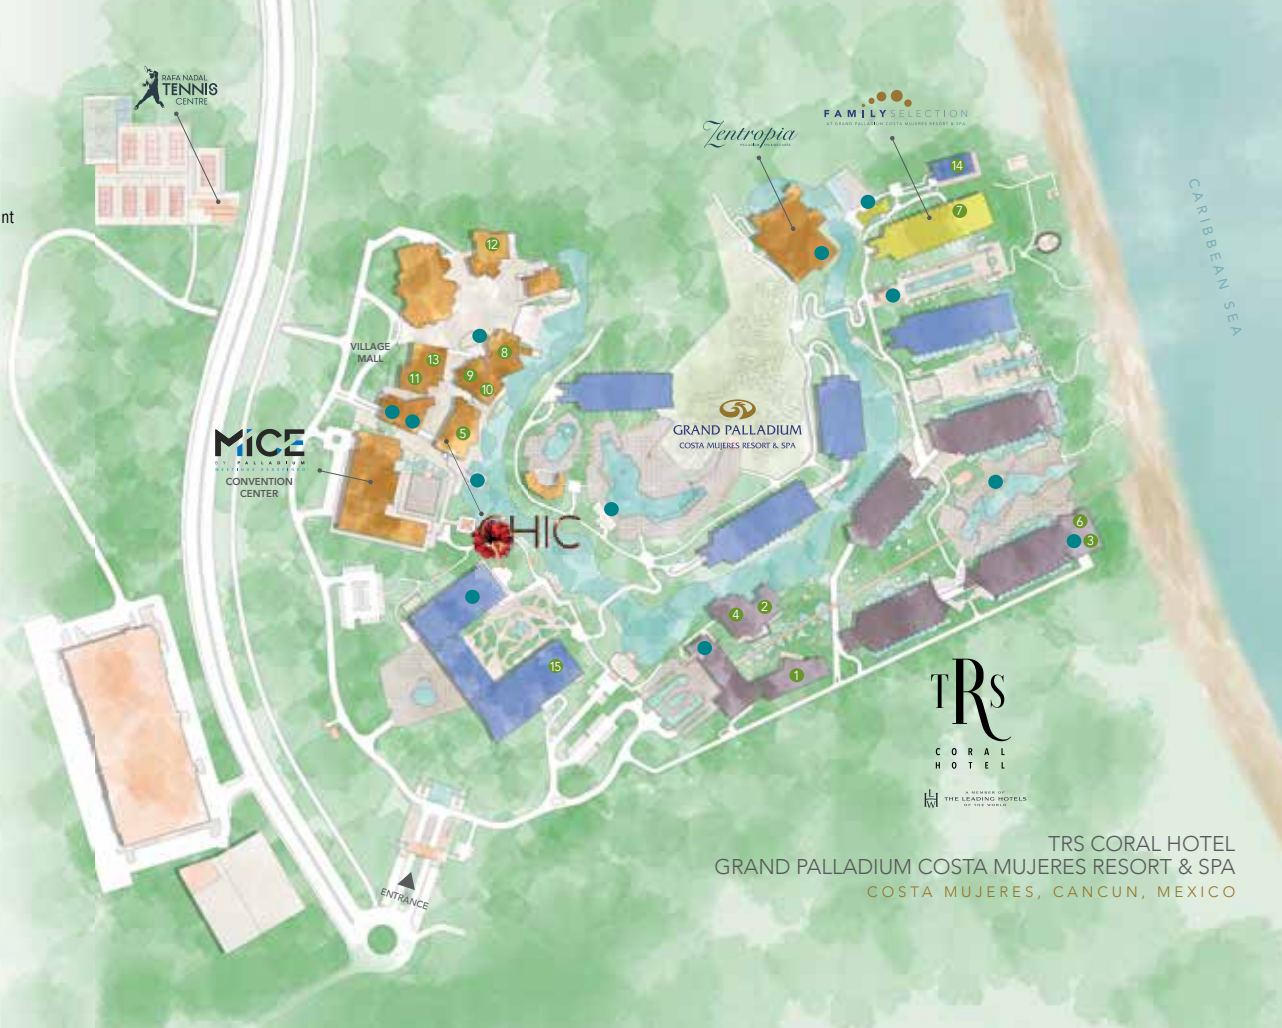 RAFA NADAL
TENNIS
CENTRE
nt
Zentropia
FAMILY SELECTION
AT GRAND PALLADIUM COSTA MUJERES RESORT & SPA
14
7
CARIBBEAN SEA
12
VILLAGE
MALL
13
11
8
9
10
5
GRAND PALLADIUM
COSTA MUJERES RESORT & SPA
MiCE
BY PALLADIUM
CONVENTION
CENTER
CHIC
6
3
4
2
1
15
TRS
CORAL
HOTEL
A MEMBER OF
THE LEADING HOTELS
OF THE WORLD
TRS CORAL HOTEL
GRAND PALLADIUM COSTA MUJERES RESORT & SPA
COSTA MUJERES, CANCUN, MEXICO
ENTRANCE